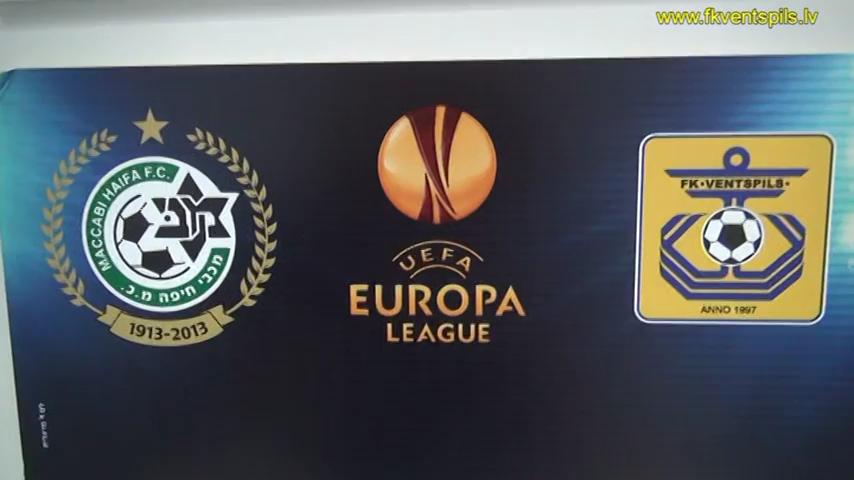 www.fkventspils.lv
MACCABI HAIFA F.C.
מכבי חיפה מ.כ.
1913-2013
UEFA
EUROPA
LEAGUE
FK·VENTSPILS·
ANNO 1997